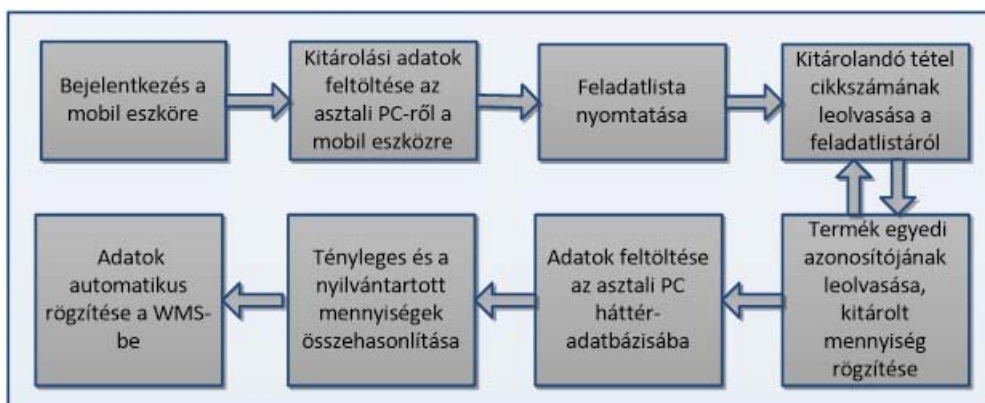 Bejelentkezés a
mobil eszköre
Kitárolási adatok
feltöltése az
asztali PC-ről a
mobil eszközre
Feladatlista
nyomtatása
Kitárolandó tétel
cikkszámának
leolvasása a
feladatlistáról
Termék egyedi
azonosítójának
leolvasása,
kitárolt
mennyiség
rögzítése
Adatok feltöltése
az asztali PC
háttér-
adatbázisába
Tényleges és a
nyilvántartott
mennyiségek
összehasonlítása
Adatok
automatikus
rögzítése a WMS-
be